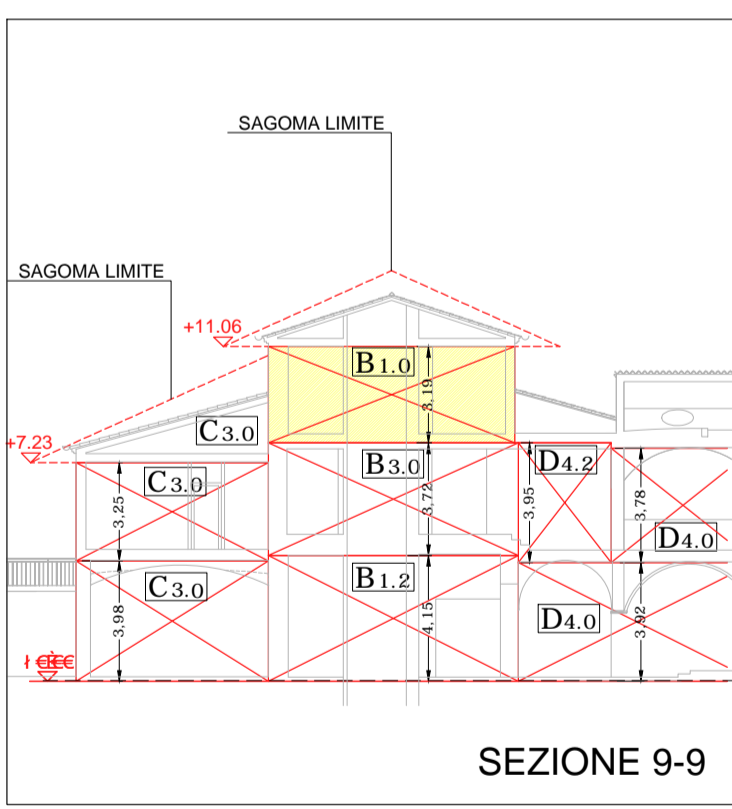 SAGOMA LIMITE
SAGOMA LIMITE
+11.06
B1.0
3,19
+7.23
C3.0
C3.0
3,25
B3.0
3,72
D4.2
3,95
3,78
D4.0
C3.0
3,98
B1.2
4,15
D4.0
3,92
SEZIONE 9-9